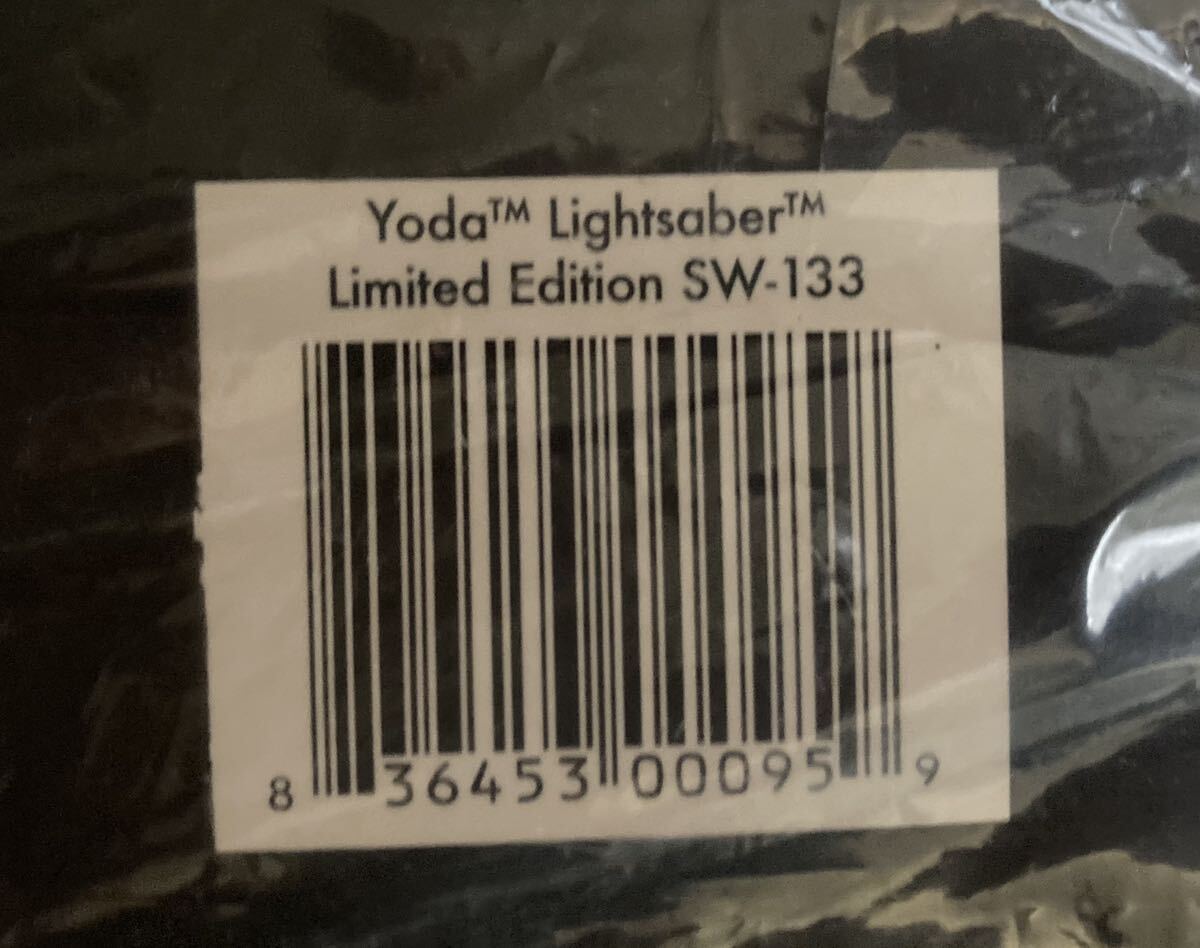 Yoda™ Lightsaber™
Limited Edition SW-133
8 36453 00095 9